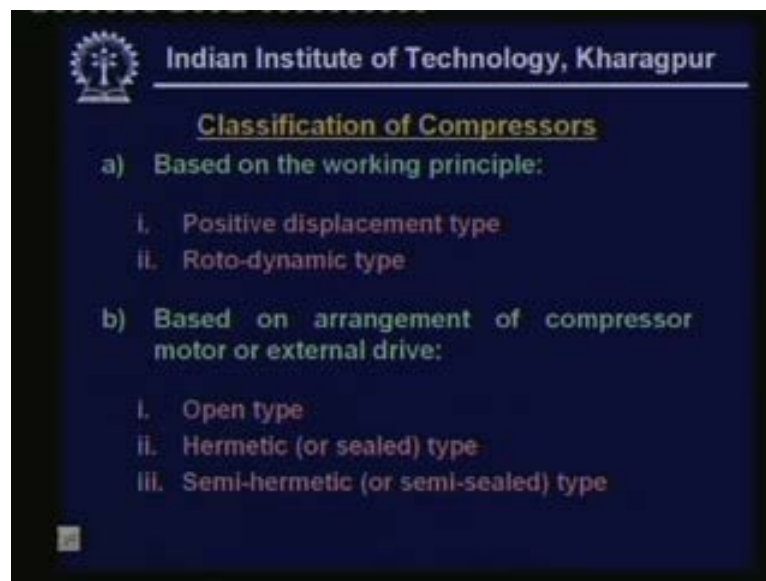 Indian Institute of Technology, Kharagpur
Classification of Compressors
a) Based on the working principle:
i. Positive displacement type
ii. Roto-dynamic type
b) Based on arrangement of compressor
motor or external drive:
i. Open type
ii. Hermetic (or sealed) type
iii. Semi-hermetic (or semi-sealed) type